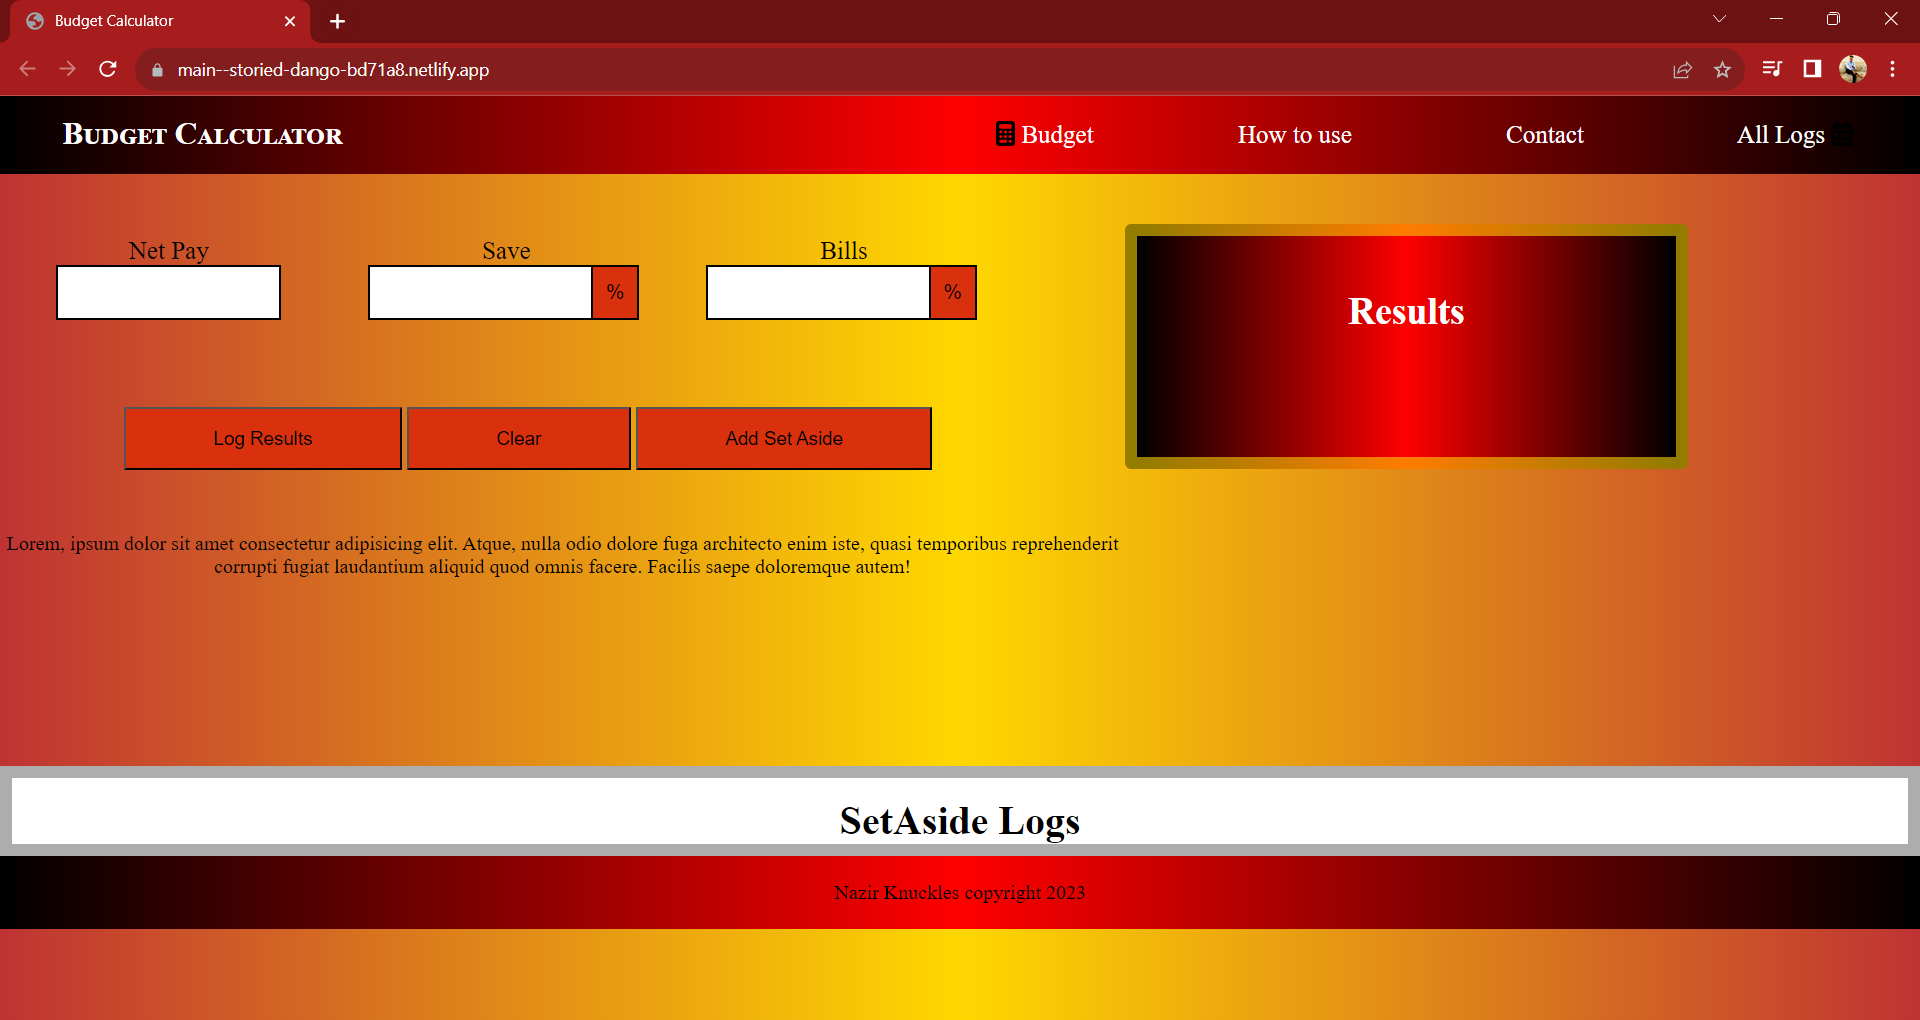 Budget Calculator
main--storied-dango-bd71a8.netlify.app
Budget Calculator
Budget
How to use
Contact
All Logs
Net Pay
Save
Bills
%
%
Results
Log Results
Clear
Add Set Aside
Lorem, ipsum dolor sit amet consectetur adipisicing elit. Atque, nulla odio dolore fuga architecto enim iste, quasi temporibus reprehenderit
corrupti fugiat laudantium aliquid quod omnis facere. Facilis saepe doloremque autem!
SetAside Logs
Nazir Knuckles copyright 2023